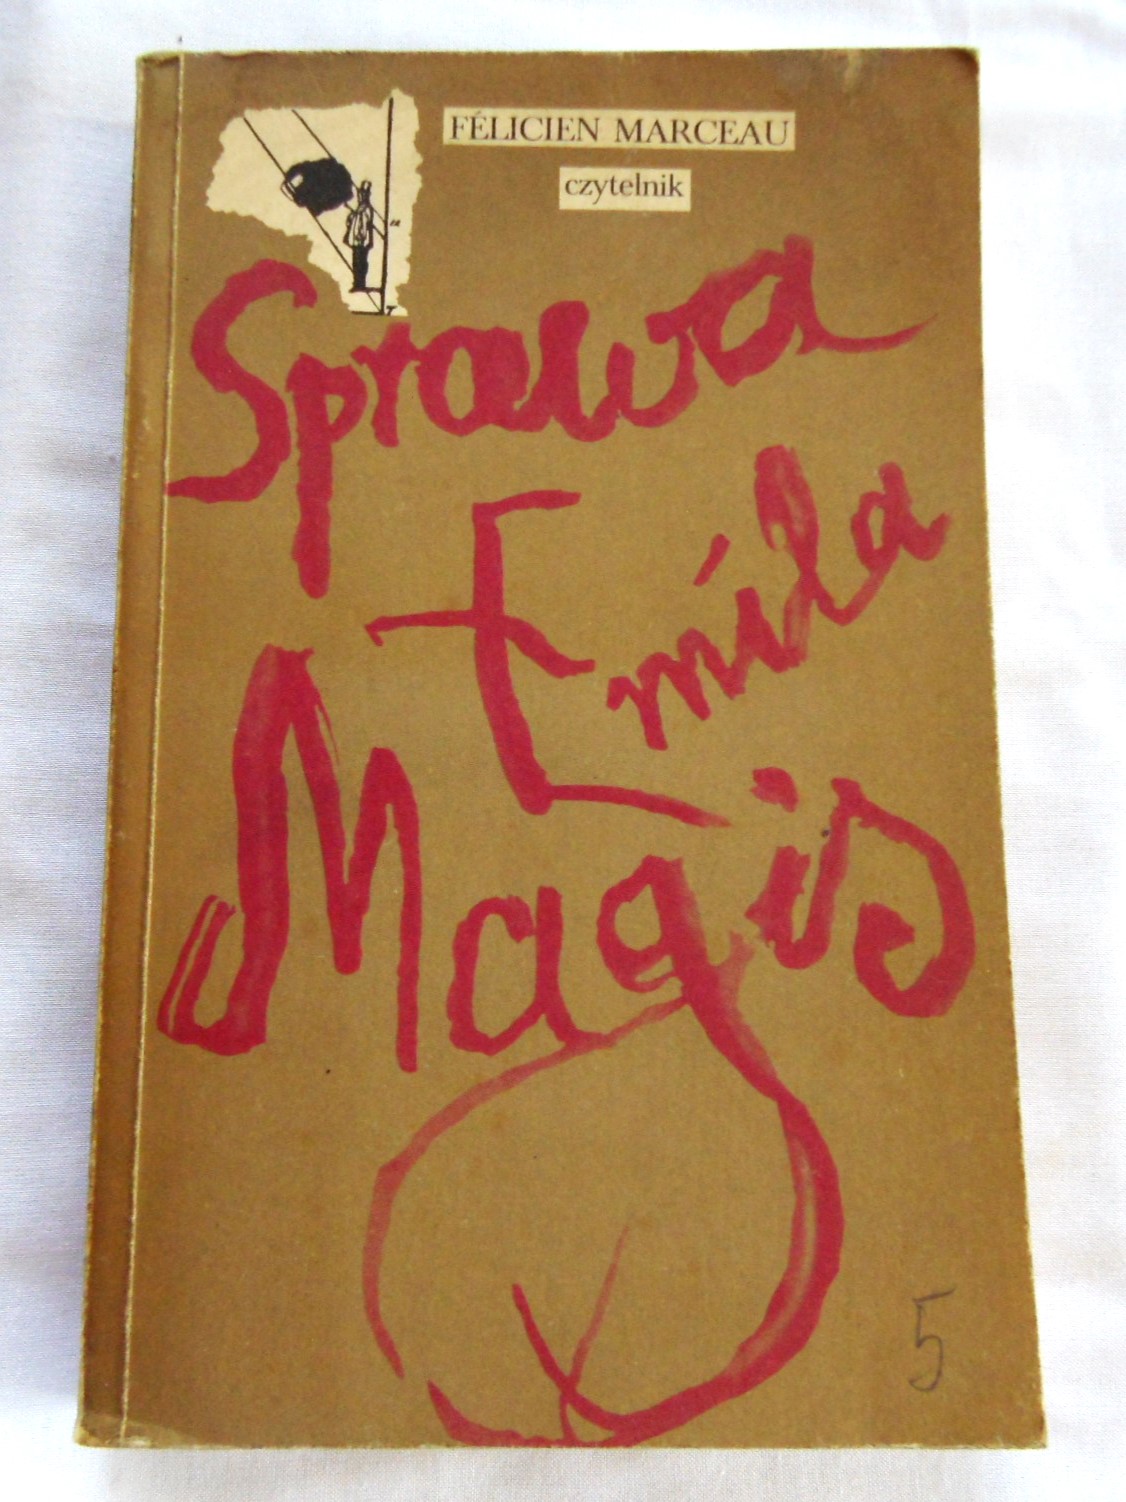 FÉLICIEN MARCEAU
czytelnik
Sprawa
Emila
Magis
5